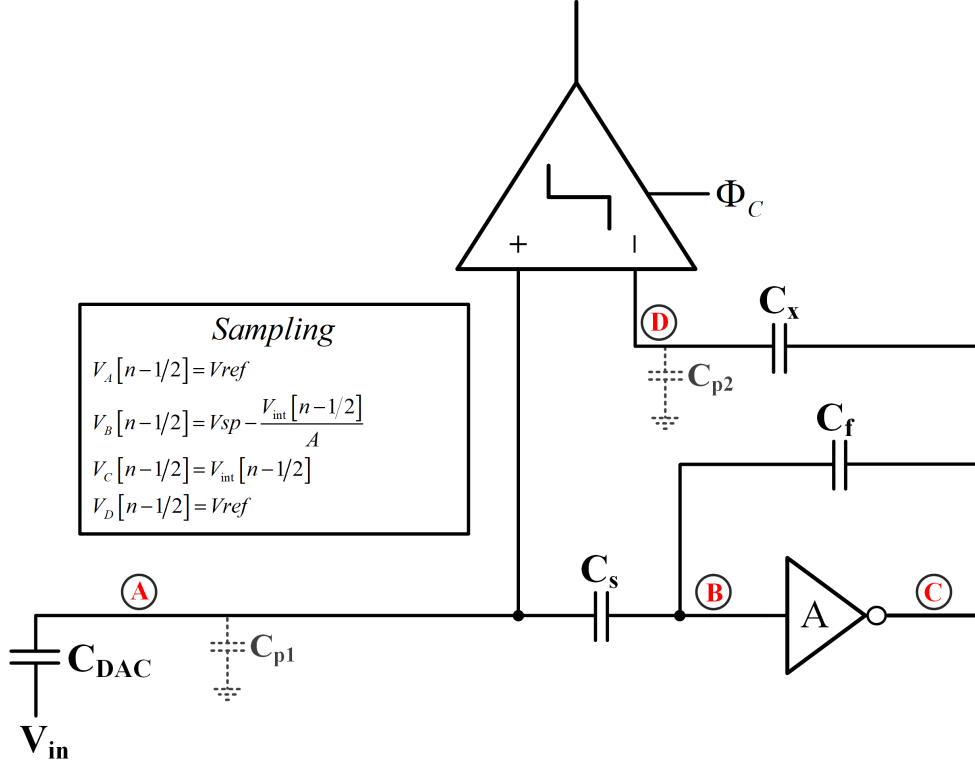 Φ_C
+ −
D
C_x
C_p2
C_f
Sampling
V_A[n−1/2]=Vref
V_B[n−1/2]=Vsp−V_int[n−1/2]/A
V_C[n−1/2]=V_int[n−1/2]
V_D[n−1/2]=Vref
A
C_s
B
C
A
C_DAC
C_p1
V_in